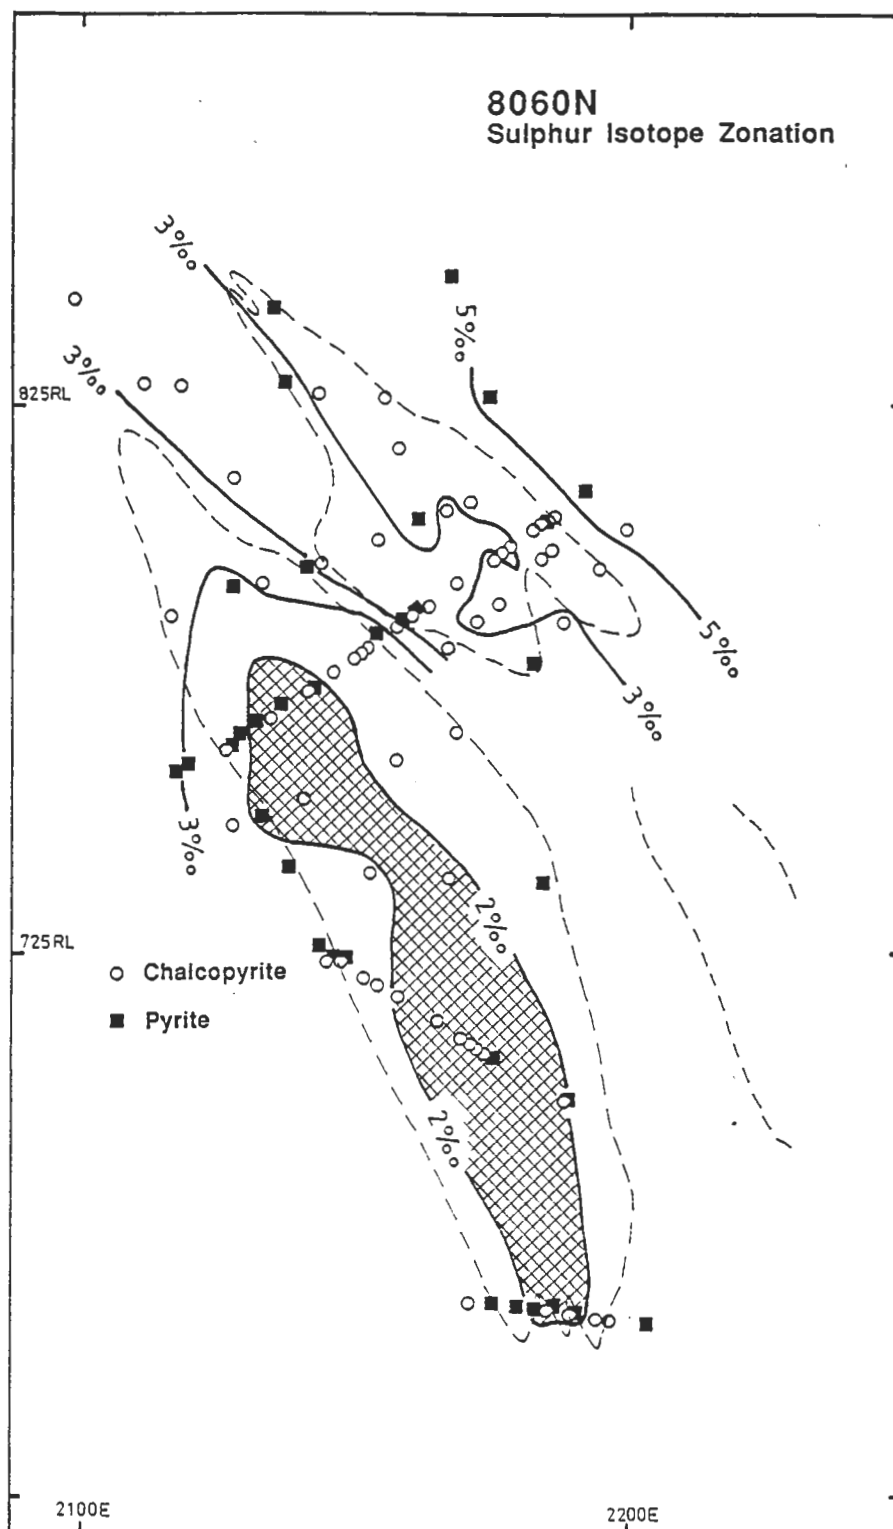 8060N
Sulphur Isotope Zonation
3‰
5‰
3‰
825RL
5‰
3‰
3‰
2‰
725RL
Chalcopyrite
Pyrite
2‰
2100E
2200E